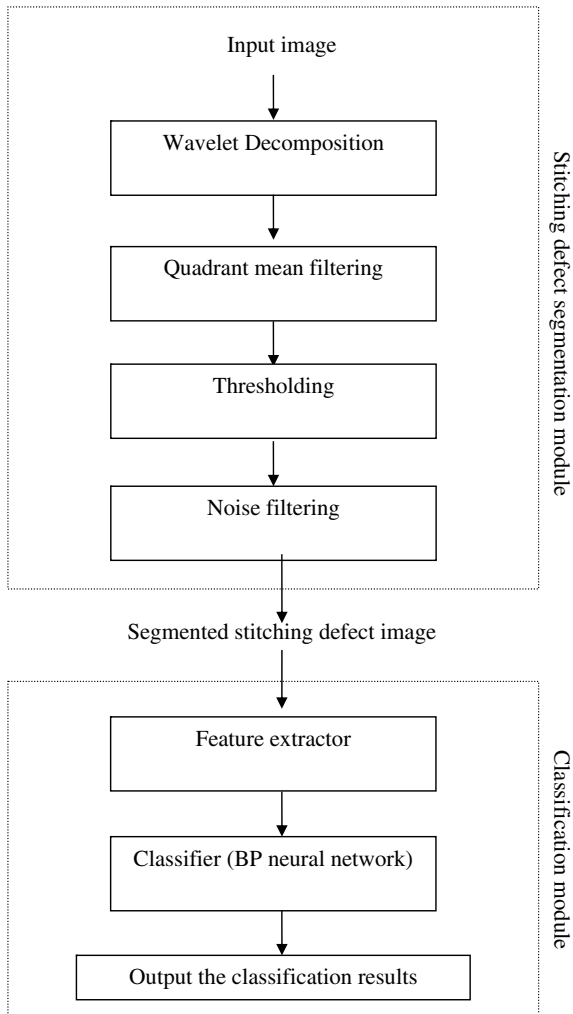 Input image
Wavelet Decomposition
Quadrant mean filtering
Thresholding
Noise filtering
Stitching defect segmentation module
Segmented stitching defect image
Feature extractor
Classifier (BP neural network)
Output the classification results
Classification module